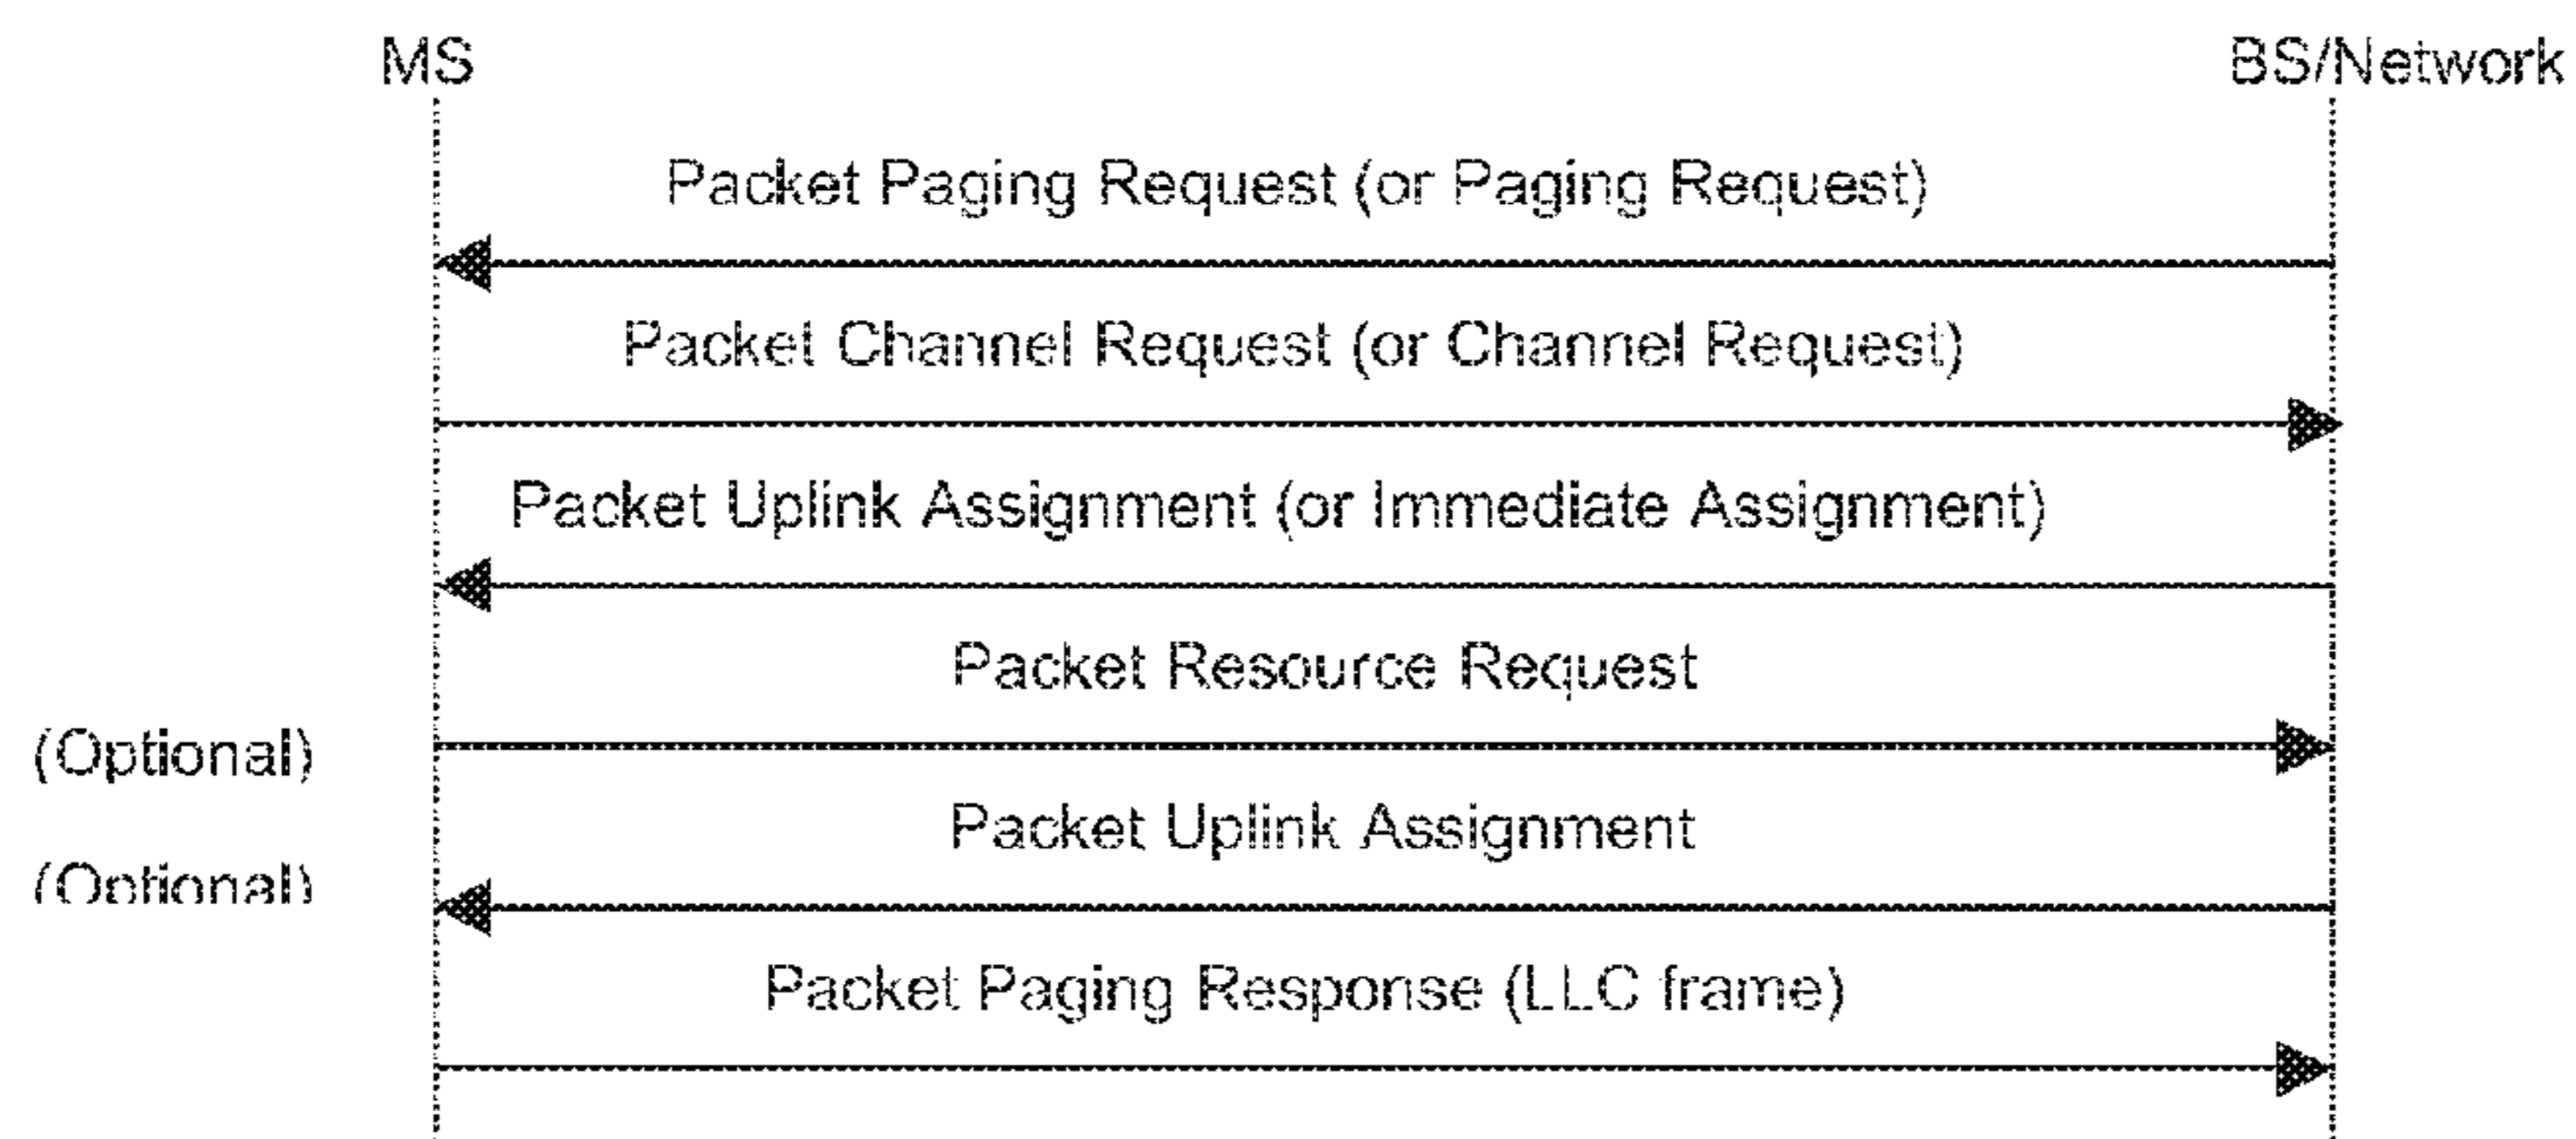 MS
BS/Network
Packet Paging Request (or Paging Request)
Packet Channel Request (or Channel Request)
Packet Uplink Assignment (or Immediate Assignment)
Packet Resource Request
(Optional)
Packet Uplink Assignment
(Optional)
Packet Paging Response (LLC frame)